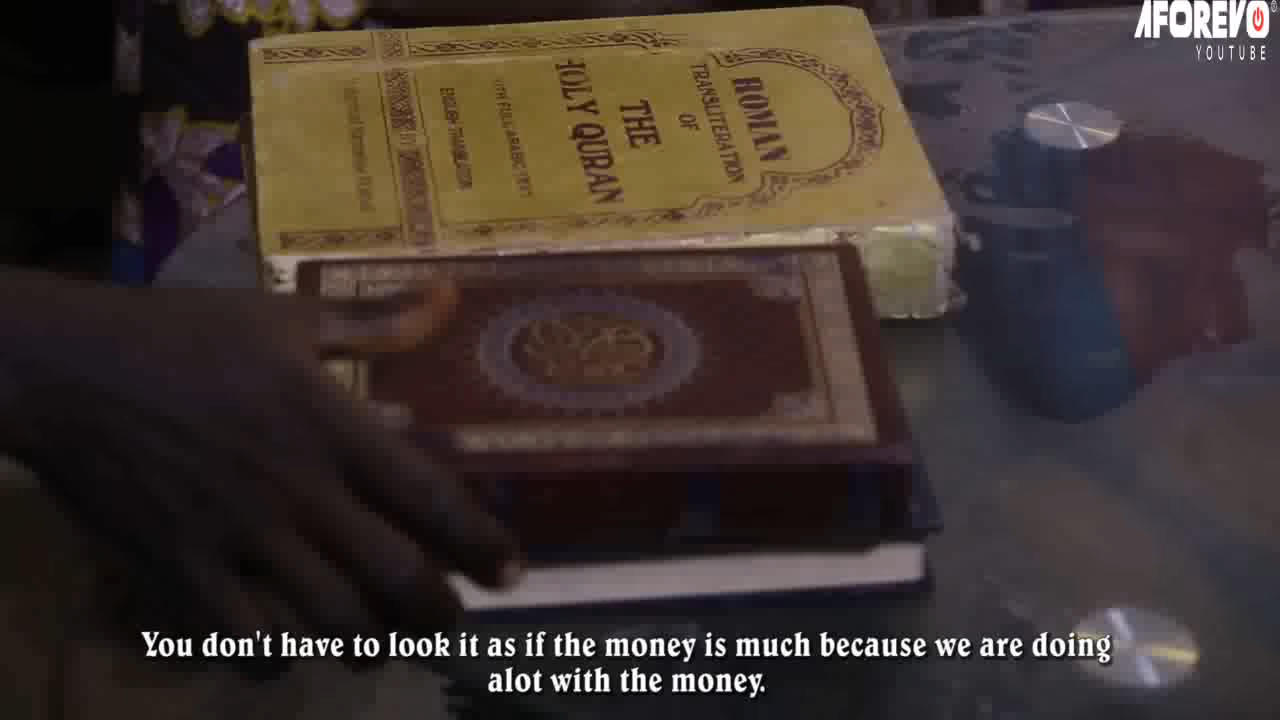 AFOREVO
YOUTUBE
ROMAN
TRANSLITERATION
OF
THE
HOLY QURAN
WITH FULL ARABIC TEXT
ENGLISH TRANSLATION
You don't have to look it as if the money is much because we are doing
alot with the money.